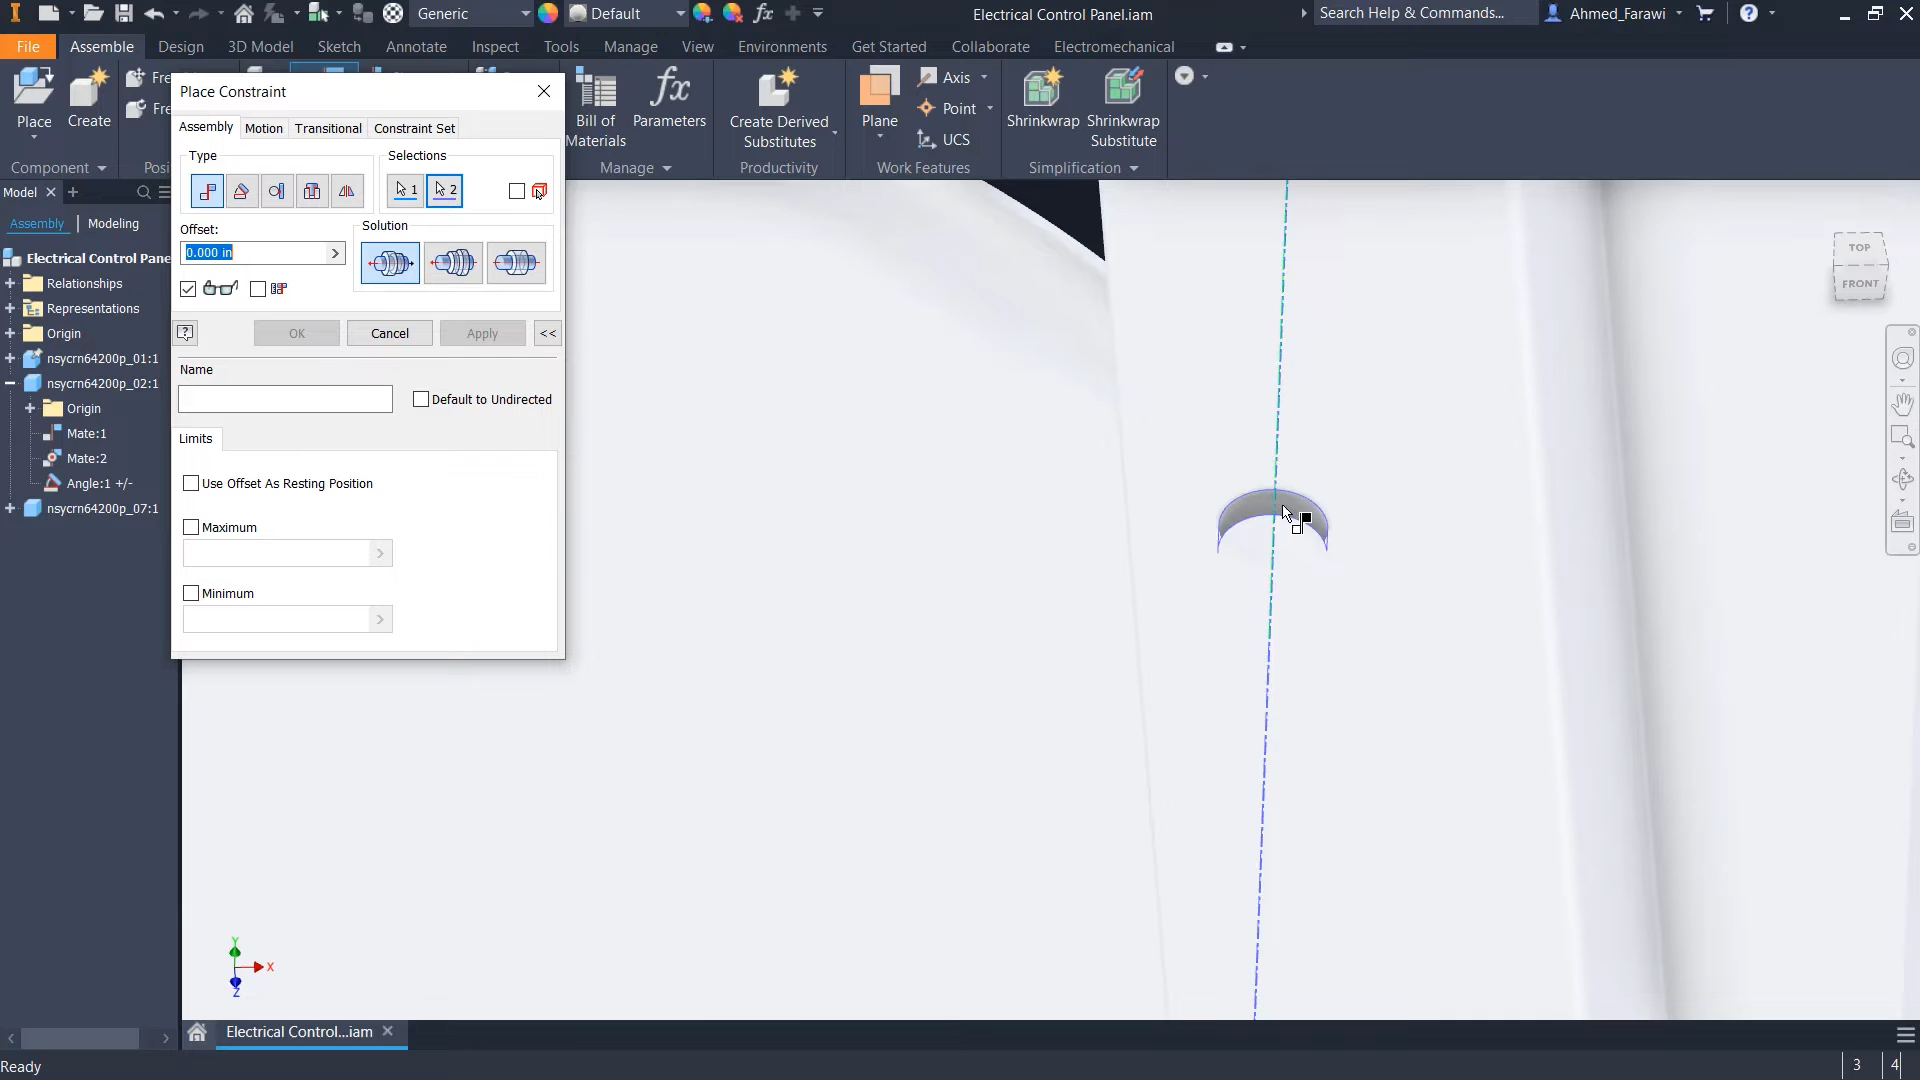 Generic
Default
Electrical Control Panel.iam
Search Help & Commands...
Ahmed_Farawi
File
Assemble
Design
3D Model
Sketch
Annotate
Inspect
Tools
Manage
View
Environments
Get Started
Collaborate
Electromechanical
Place
Create
Fre
Fre
Bill of
Materials
fx
Parameters
Create Derived
Substitutes
Plane
Axis
Point
UCS
Shrinkwrap
Shrinkwrap
Substitute
Component
Posi
Manage
Productivity
Work Features
Simplification
Place Constraint
Assembly
Motion
Transitional
Constraint Set
Type
Selections
1
2
Offset:
0.000 in
Solution
OK
Cancel
Apply
<<
Name
Default to Undirected
Limits
Use Offset As Resting Position
Maximum
Minimum
Model
Assembly
Modeling
Electrical Control Pane
Relationships
Representations
Origin
nsycrn64200p_01:1
nsycrn64200p_02:1
Origin
Mate:1
Mate:2
Angle:1 +/-
nsycrn64200p_07:1
TOP
FRONT
Y
X
Z
Electrical Control...iam
Ready
3
4